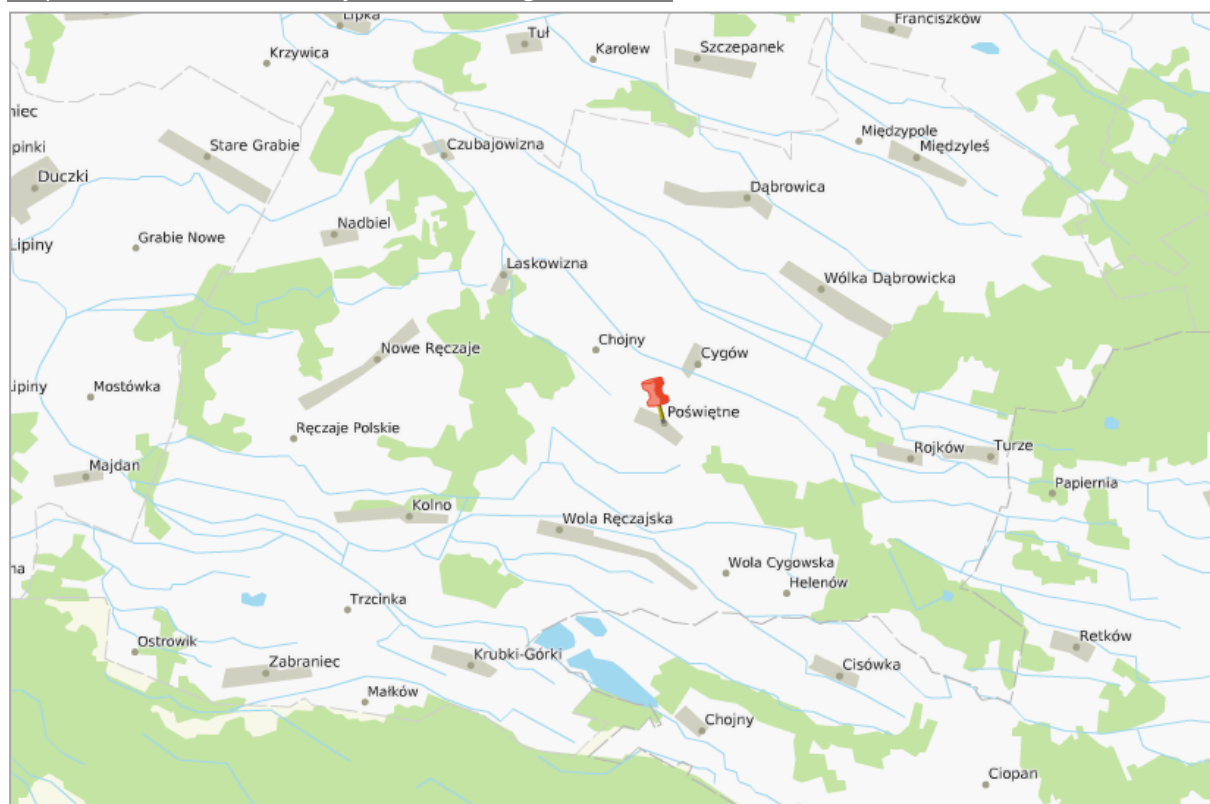 Lipka
Franciszków
Tuł
Karolew
Szczepanek
Krzywica
Międzypole
Międzyleś
Stare Grabie
Czubajowizna
Duczki
Dąbrowica
Nadbiel
Grabie Nowe
Lipiny
Laskowizna
Wólka Dąbrowicka
Chojny
Nowe Ręczaje
Cygów
Lipiny
Mostówka
Poświętne
Ręczaje Polskie
Rojków
Turze
Majdan
Papiernia
Kolno
Wola Ręczajska
Wola Cygowska
Helenów
Trzcinka
Ostrowik
Retków
Zabraniec
Krubki-Górki
Cisówka
Małków
Chojny
Ciopan